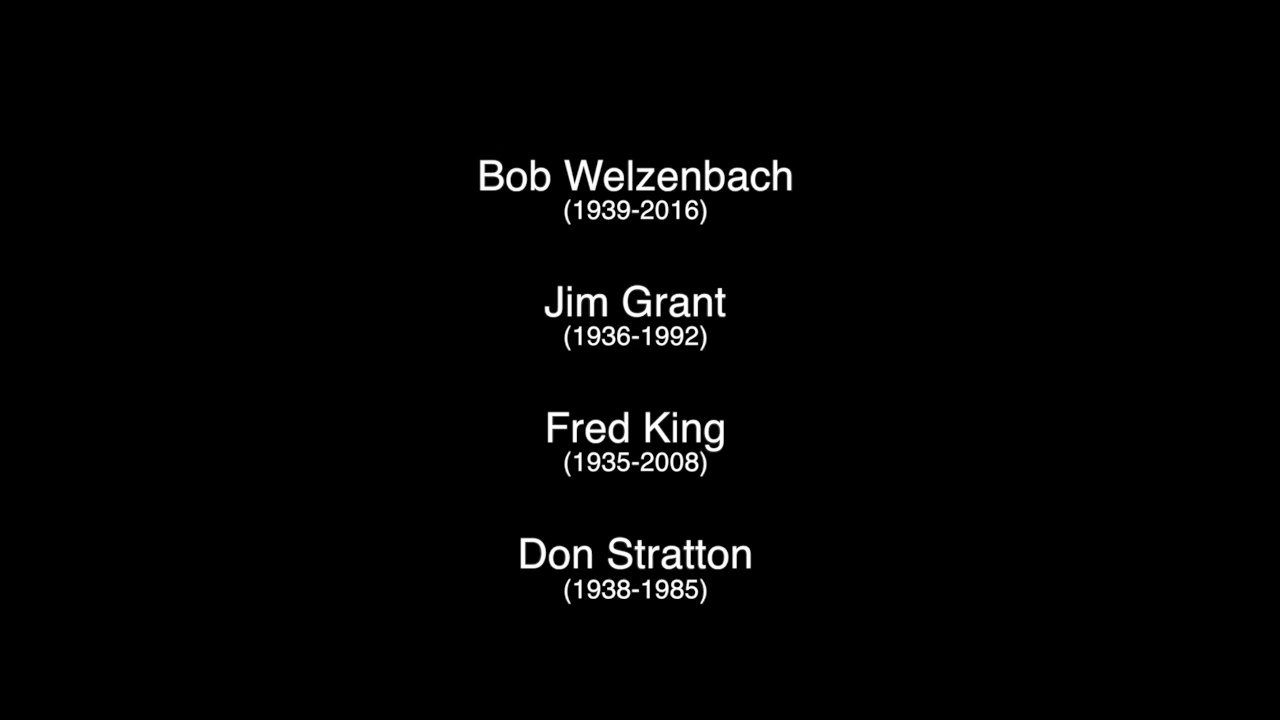 Bob Welzenbach
(1939-2016)
Jim Grant
(1936-1992)
Fred King
(1935-2008)
Don Stratton
(1938-1985)